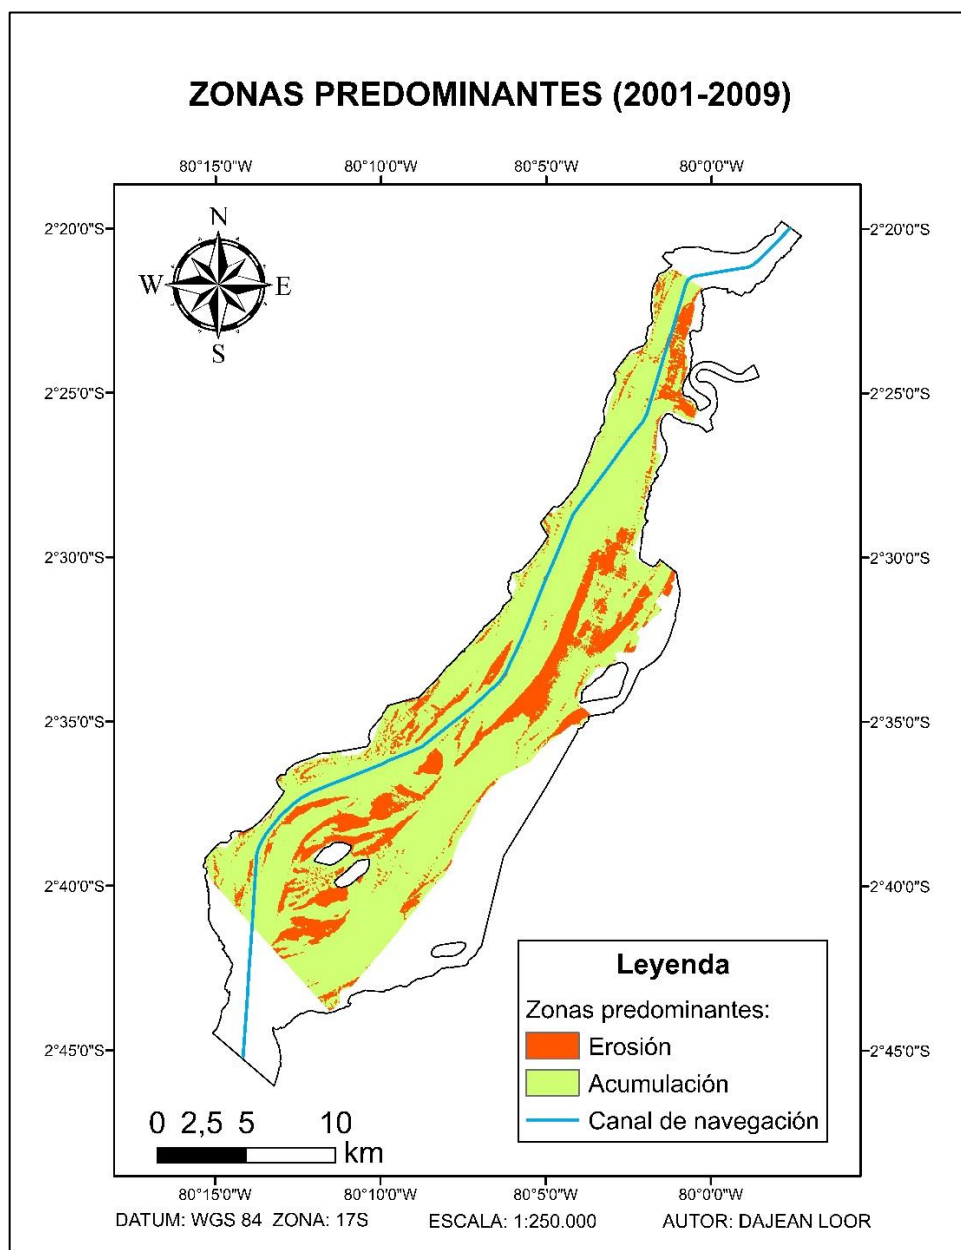 ZONAS PREDOMINANTES (2001-2009)
80°15'0"W 80°10'0"W 80°5'0"W 80°0'0"W
N
W E
S
2°20'0"S 2°20'0"S
2°25'0"S 2°25'0"S
2°30'0"S 2°30'0"S
2°35'0"S 2°35'0"S
2°40'0"S 2°40'0"S
2°45'0"S 2°45'0"S
Leyenda
Zonas predominantes:
Erosión
Acumulación
Canal de navegación
0 2,5 5 10
km
80°15'0"W 80°10'0"W 80°5'0"W 80°0'0"W
DATUM: WGS 84 ZONA: 17S ESCALA: 1:250.000 AUTOR: DAJEAN LOOR